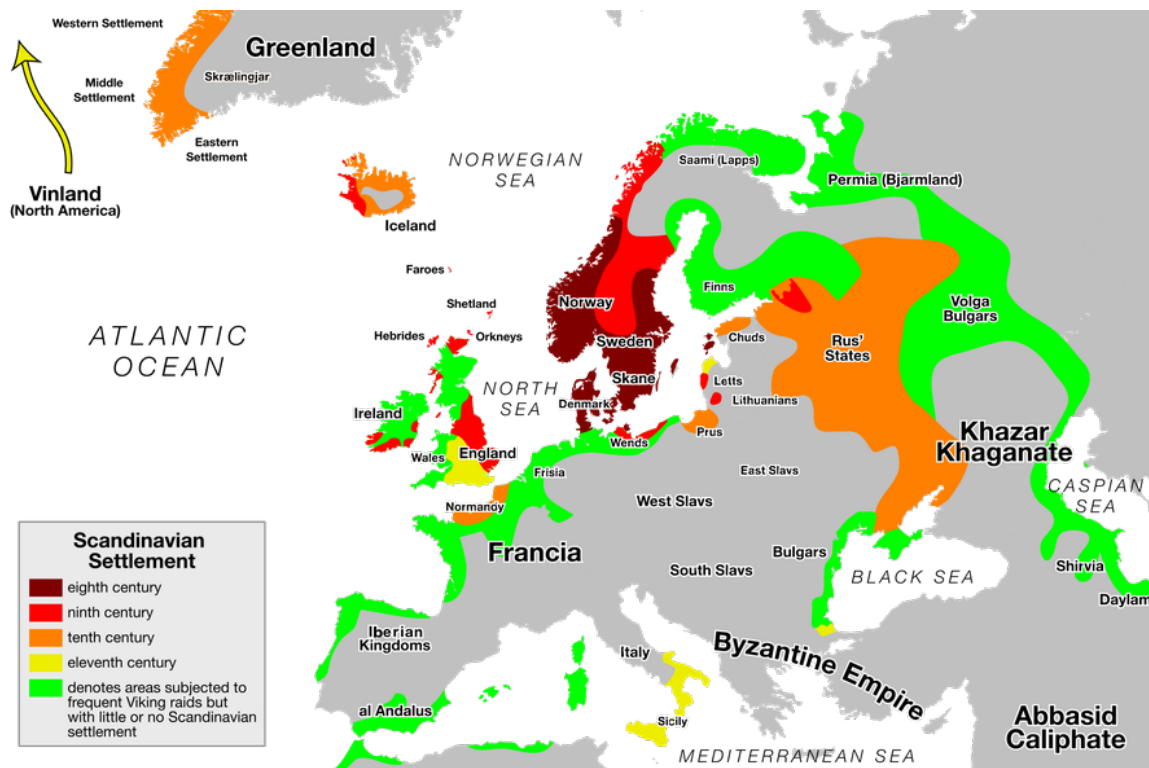 Western Settlement
Greenland
Skrælingjar
Middle
Settlement
Eastern
Settlement
Vinland
(North America)
NORWEGIAN
SEA
Saami (Lapps)
Permia (Bjarmland)
Iceland
Faroes
Shetland
Hebrides
Orkneys
Norway
Finns
Volga
Bulgars
ATLANTIC
OCEAN
Sweden
Chuds
Rus'
States
NORTH
SEA
Skane
Letts
Denmark
Lithuanians
Ireland
Wends
Prus
Khazar
Khaganate
Wales
England
Frisia
East Slavs
CASPIAN
SEA
West Slavs
Normandy
Francia
Bulgars
Shirvia
South Slavs
BLACK SEA
Daylam
Scandinavian
Settlement
eighth century
ninth century
tenth century
eleventh century
denotes areas subjected to
frequent Viking raids but
with little or no Scandinavian
settlement
Iberian
Kingdoms
Italy
Byzantine Empire
al Andalus
Sicily
Abbasid
Caliphate
MEDITERRANEAN SEA